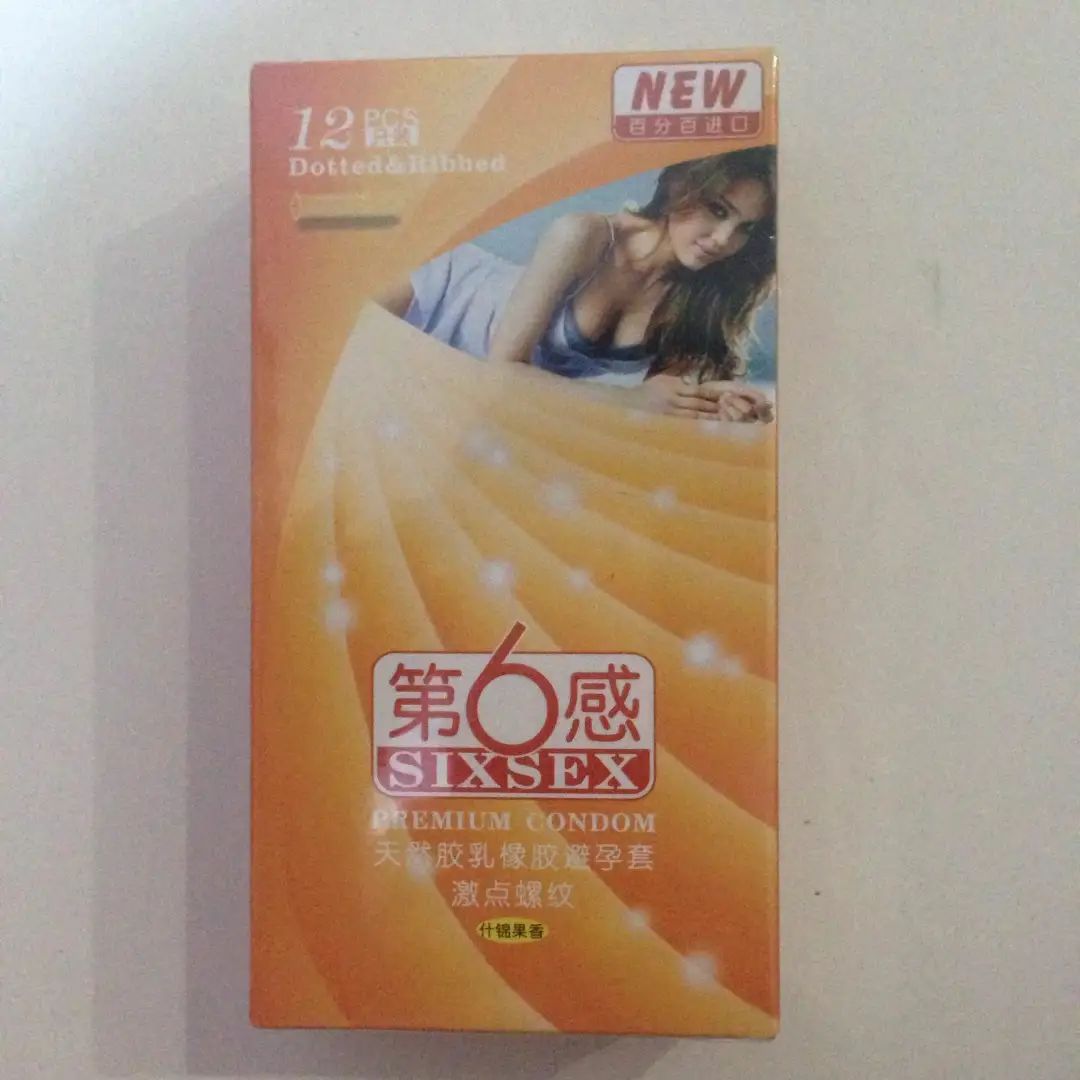 NEW
百分百进口
12 PCS
Dotted&Ribbed
第6感
SIXSEX
PREMIUM CONDOM
天然胶乳橡胶避孕套
激点螺纹
什锦果香